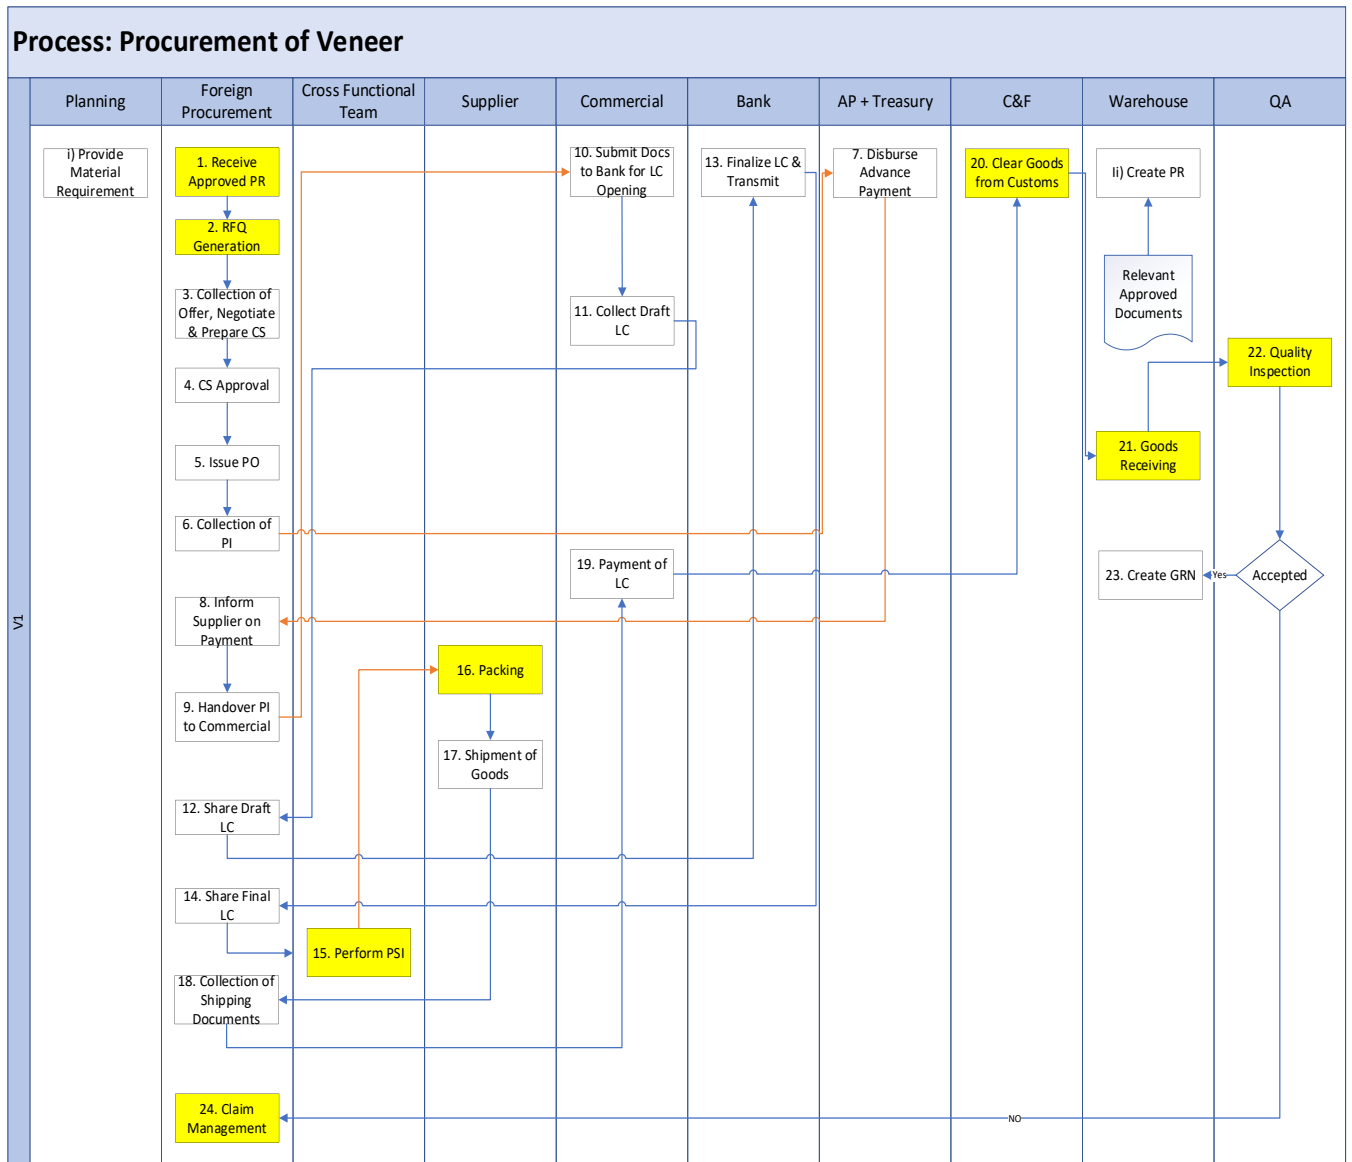 Process: Procurement of Veneer
V1
Planning
Foreign
Procurement
Cross Functional
Team
Supplier
Commercial
Bank
AP + Treasury
C&F
Warehouse
QA
i) Provide
Material
Requirement
1. Receive
Approved PR
2. RFQ
Generation
3. Collection of
Offer, Negotiate
& Prepare CS
4. CS Approval
5. Issue PO
6. Collection of
PI
8. Inform
Supplier on
Payment
9. Handover PI
to Commercial
12. Share Draft
LC
14. Share Final
LC
18. Collection of
Shipping
Documents
24. Claim
Management
15. Perform PSI
16. Packing
17. Shipment of
Goods
10. Submit Docs
to Bank for LC
Opening
11. Collect Draft
LC
19. Payment of
LC
13. Finalize LC &
Transmit
7. Disburse
Advance
Payment
20. Clear Goods
from Customs
Ii) Create PR
Relevant
Approved
Documents
21. Goods
Receiving
23. Create GRN
22. Quality
Inspection
Accepted
Yes
NO